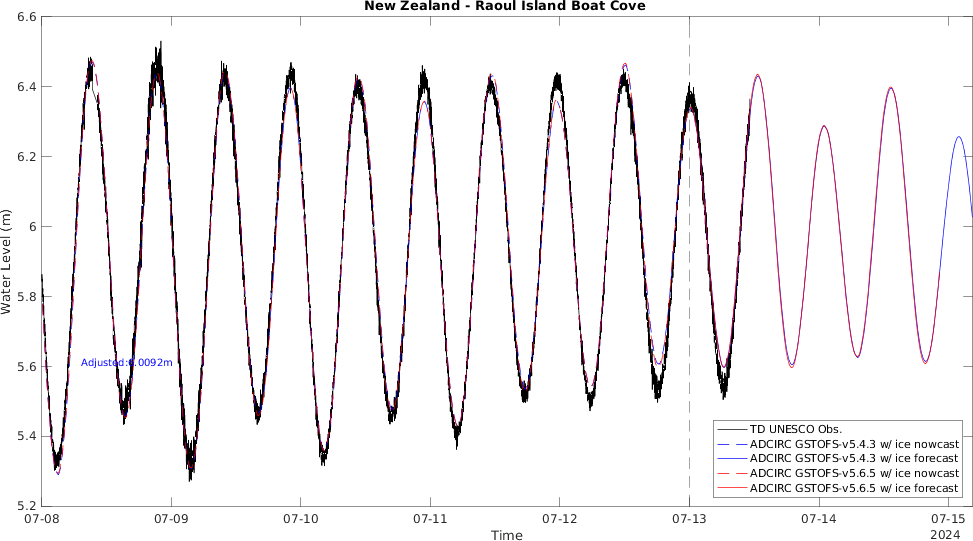 New Zealand - Raoul Island Boat Cove
6.6
6.4
6.2
6
5.8
5.6
5.4
5.2
Water Level (m)
Adjusted:0.0092m
TD UNESCO Obs.
ADCIRC GSTOFS-v5.4.3 w/ ice nowcast
ADCIRC GSTOFS-v5.4.3 w/ ice forecast
ADCIRC GSTOFS-v5.6.5 w/ ice nowcast
ADCIRC GSTOFS-v5.6.5 w/ ice forecast
07-08 07-09 07-10 07-11 07-12 07-13 07-14 07-15
2024
Time